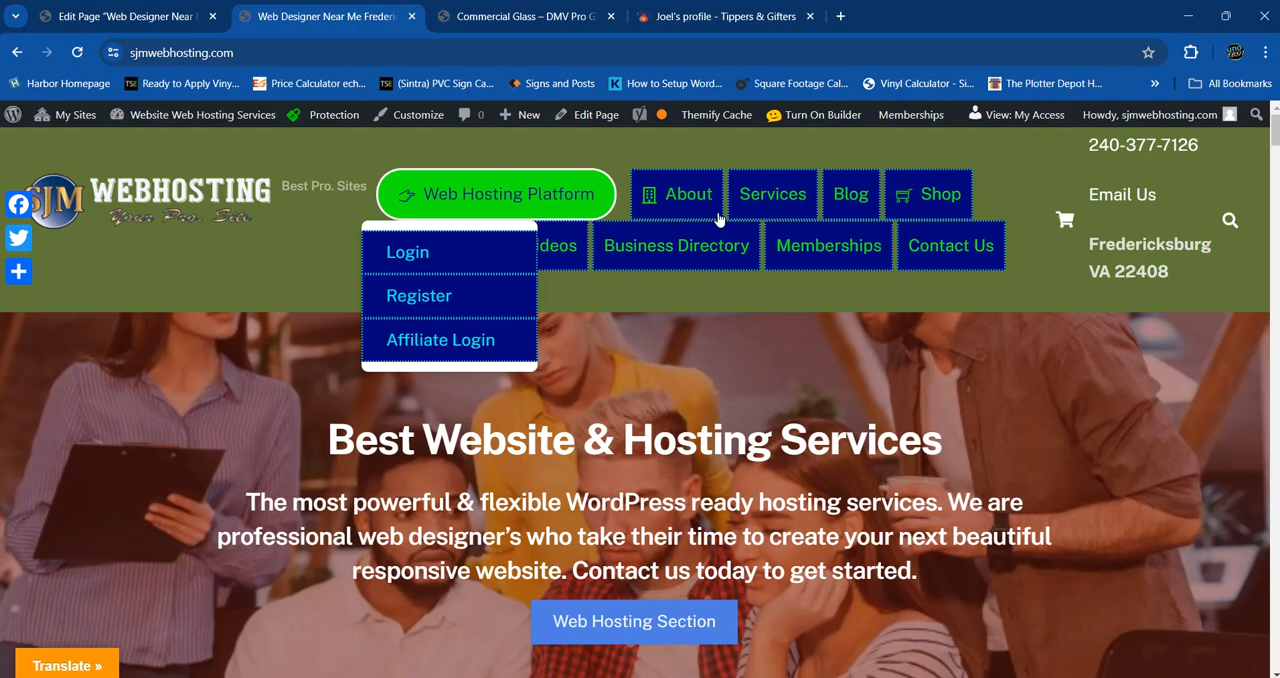 Edit Page "Web Designer Near
Web Designer Near Me Frederic
Commercial Glass – DMV Pro G
Joel's profile - Tippers & Gifters
sjmwebhosting.com
Harbor Homepage
Ready to Apply Viny...
Price Calculator ech...
(Sintra) PVC Sign Ca...
Signs and Posts
How to Setup Word...
Square Footage Cal...
Vinyl Calculator - Si...
The Plotter Depot H...
»
All Bookmarks
My Sites
Website Web Hosting Services
Protection
Customize
0
New
Edit Page
Themify Cache
Turn On Builder
Memberships
View: My Access
Howdy, sjmwebhosting.com
SJM WEBHOSTING
Your Pro. Site
Best Pro. Sites
Web Hosting Platform
About
Services
Blog
Shop
Login
Register
Affiliate Login
deos
Business Directory
Memberships
Contact Us
240-377-7126
Email Us
Fredericksburg
VA 22408
Best Website & Hosting Services
The most powerful & flexible WordPress ready hosting services. We are
professional web designer's who take their time to create your next beautiful
responsive website. Contact us today to get started.
Web Hosting Section
Translate »